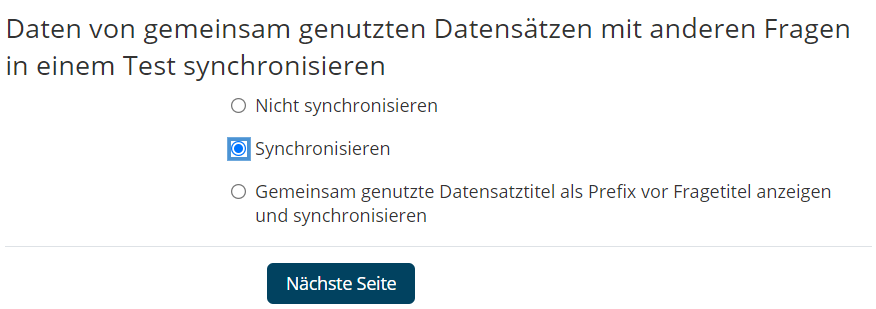 Daten von gemeinsam genutzten Datensätzen mit anderen Fragen
in einem Test synchronisieren
Nicht synchronisieren
Synchronisieren
Gemeinsam genutzte Datensatztitel als Prefix vor Fragetitel anzeigen
und synchronisieren
Nächste Seite